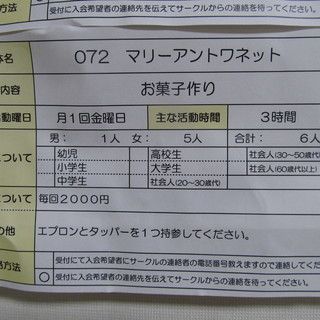 方法 受付に入会希望者の連絡先を伝えてサークルからの連絡を待ってください。
体名 072 マリーアントワネット
内容 お菓子作り
活動曜日 月1回金曜日 主な活動時間 3時間
男： 1人 女： 5人 合計： 6人
について 幼児 高校生 社会人(30~50歳代)
小学生 大学生 社会人(60歳代以上)
中学生 社会人(20~30歳代)
について 毎回2000円
の他 エプロンとタッパーを1つ持参してください。
方法 受付にて入会希望者にサークルの連絡者の電話番号教えますので連絡してくだ
○ 受付に入会希望者の連絡先を伝えてサークルからの連絡を待ってください。